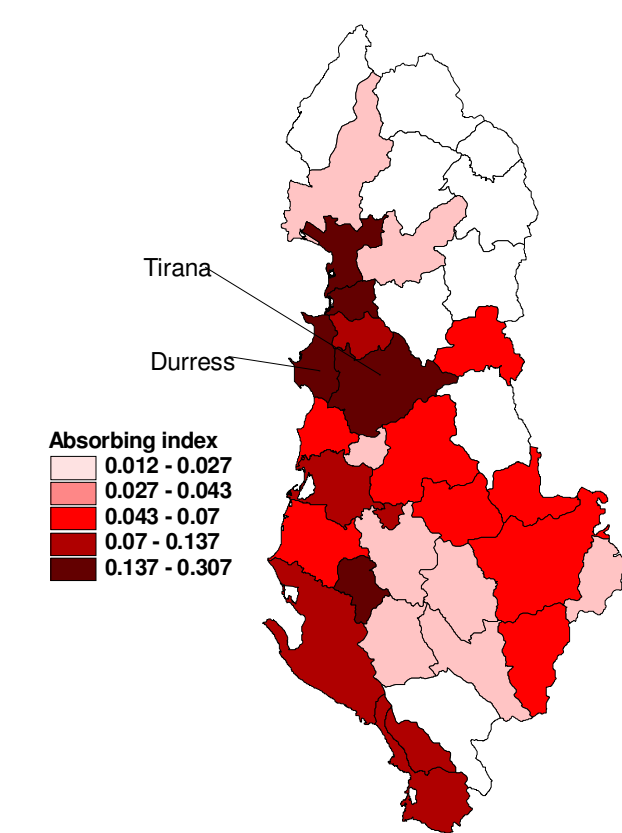 Tirana
Durress
Absorbing index
0.012 - 0.027
0.027 - 0.043
0.043 - 0.07
0.07 - 0.137
0.137 - 0.307